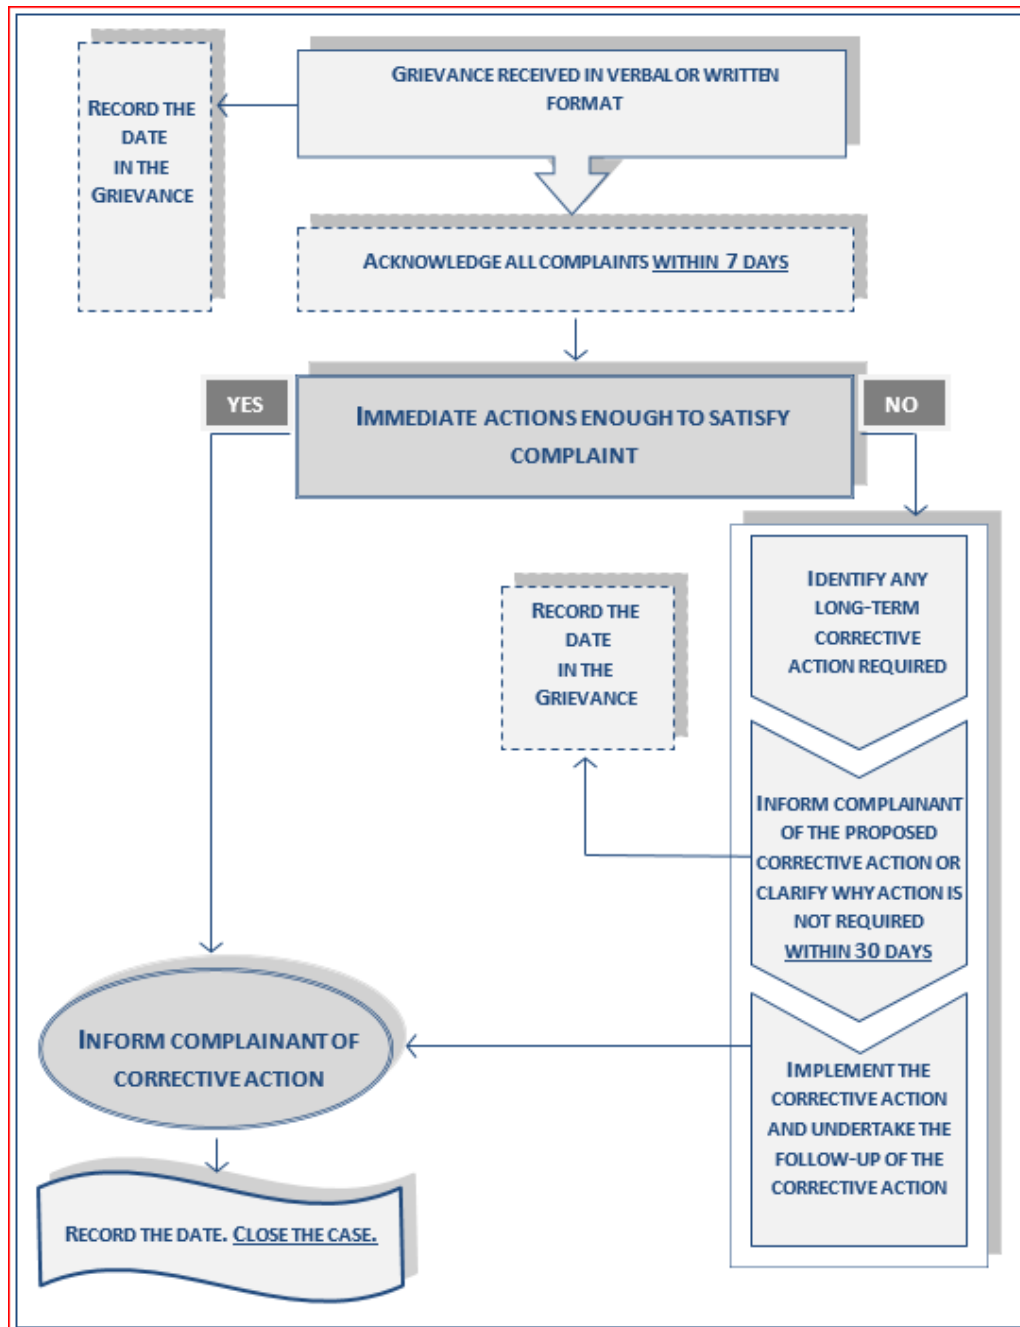 GRIEVANCE RECEIVED IN VERBAL OR WRITTEN
FORMAT
RECORD THE
DATE
IN THE
GRIEVANCE
ACKNOWLEDGE ALL COMPLAINTS WITHIN 7 DAYS
YES
IMMEDIATE ACTIONS ENOUGH TO SATISFY
COMPLAINT
NO
IDENTIFY ANY
LONG-TERM
CORRECTIVE
ACTION REQUIRED
RECORD THE
DATE
IN THE
GRIEVANCE
INFORM COMPLAINANT
OF THE PROPOSED
CORRECTIVE ACTION OR
CLARIFY WHY ACTION IS
NOT REQUIRED
WITHIN 30 DAYS
IMPLEMENT THE
CORRECTIVE ACTION
AND UNDERTAKE THE
FOLLOW-UP OF THE
CORRECTIVE ACTION
INFORM COMPLAINANT OF
CORRECTIVE ACTION
RECORD THE DATE. CLOSE THE CASE.